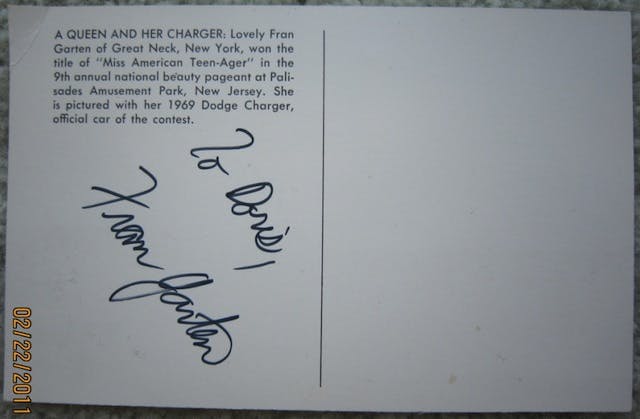 A QUEEN AND HER CHARGER: Lovely Fran
Garten of Great Neck, New York, won the
title of "Miss American Teen-Ager" in the
9th annual national beauty pageant at Pali-
sades Amusement Park, New Jersey. She
is pictured with her 1969 Dodge Charger,
official car of the contest.
To Doris,
Fran Garten
02/22/2011